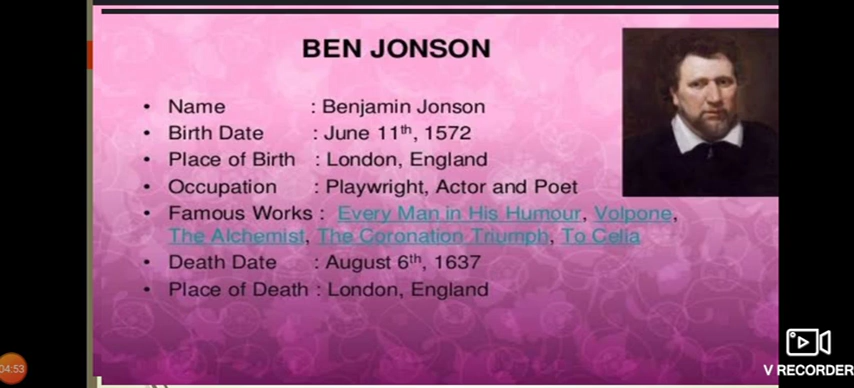 BEN JONSON
• Name : Benjamin Jonson
• Birth Date : June 11th, 1572
• Place of Birth : London, England
• Occupation : Playwright, Actor and Poet
• Famous Works : Every Man in His Humour, Volpone,
The Alchemist, The Coronation Triumph, To Celia
• Death Date : August 6th, 1637
• Place of Death : London, England
04:53
V RECORDER